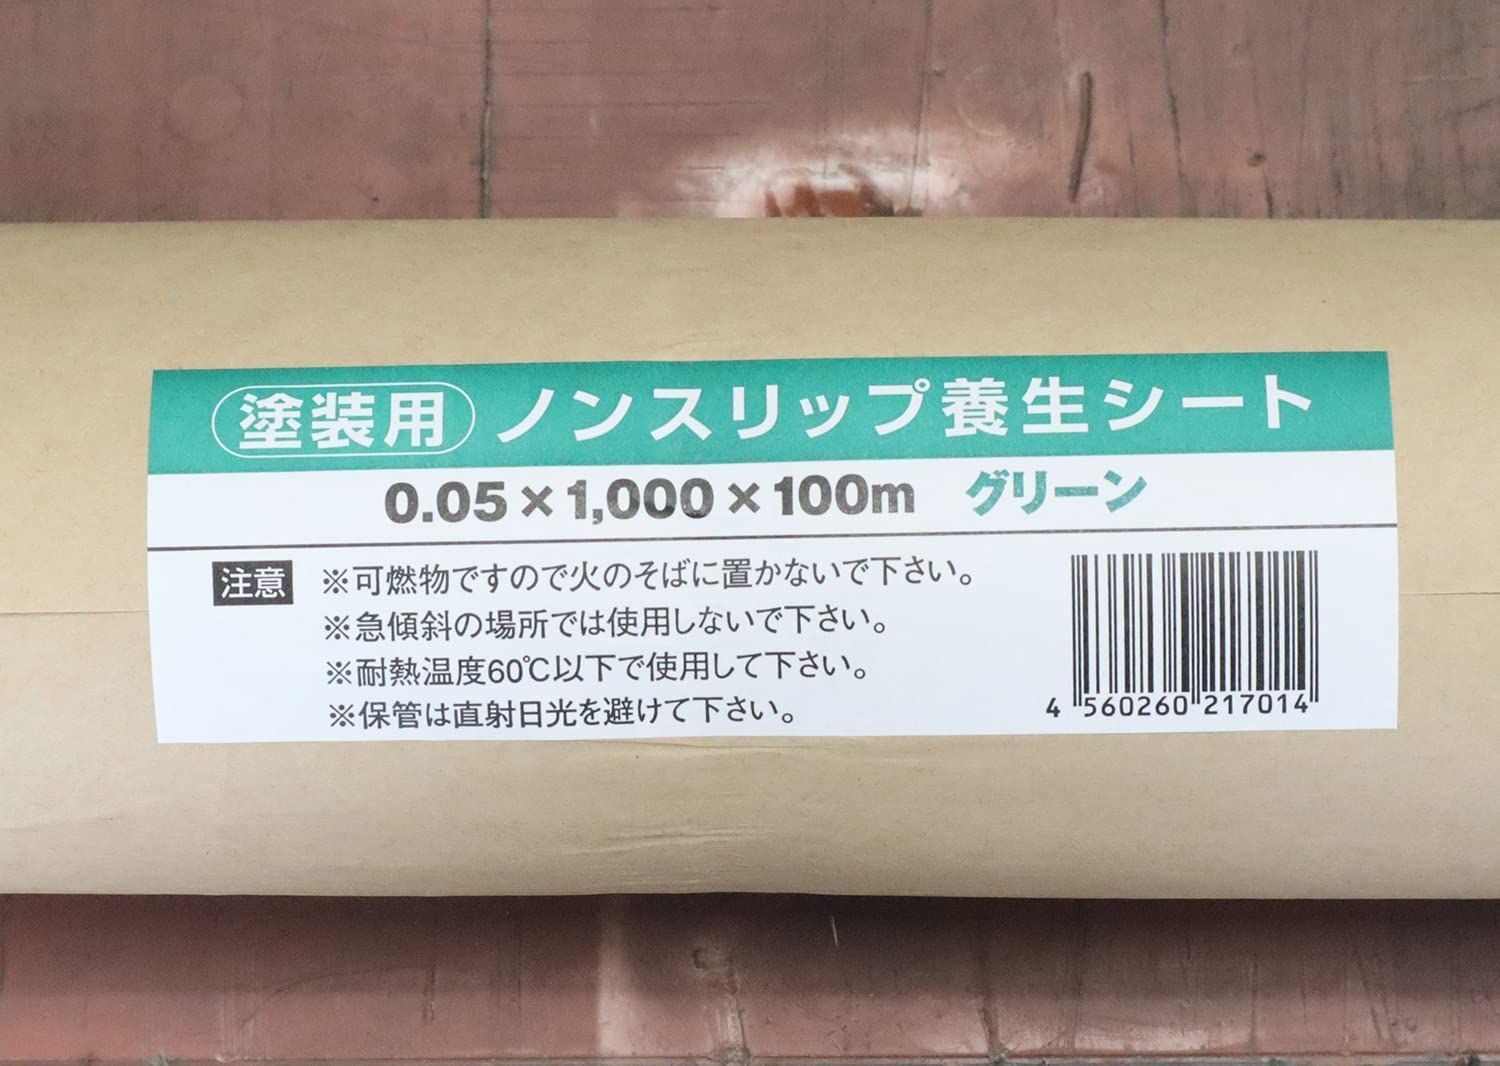 塗装用 ノンスリップ養生シート
0.05×1,000×100m グリーン
注意 ※可燃物ですので火のそばに置かないで下さい。
※急傾斜の場所では使用しないで下さい。
※耐熱温度60℃以下で使用して下さい。
※保管は直射日光を避けて下さい。
4 560260 217014